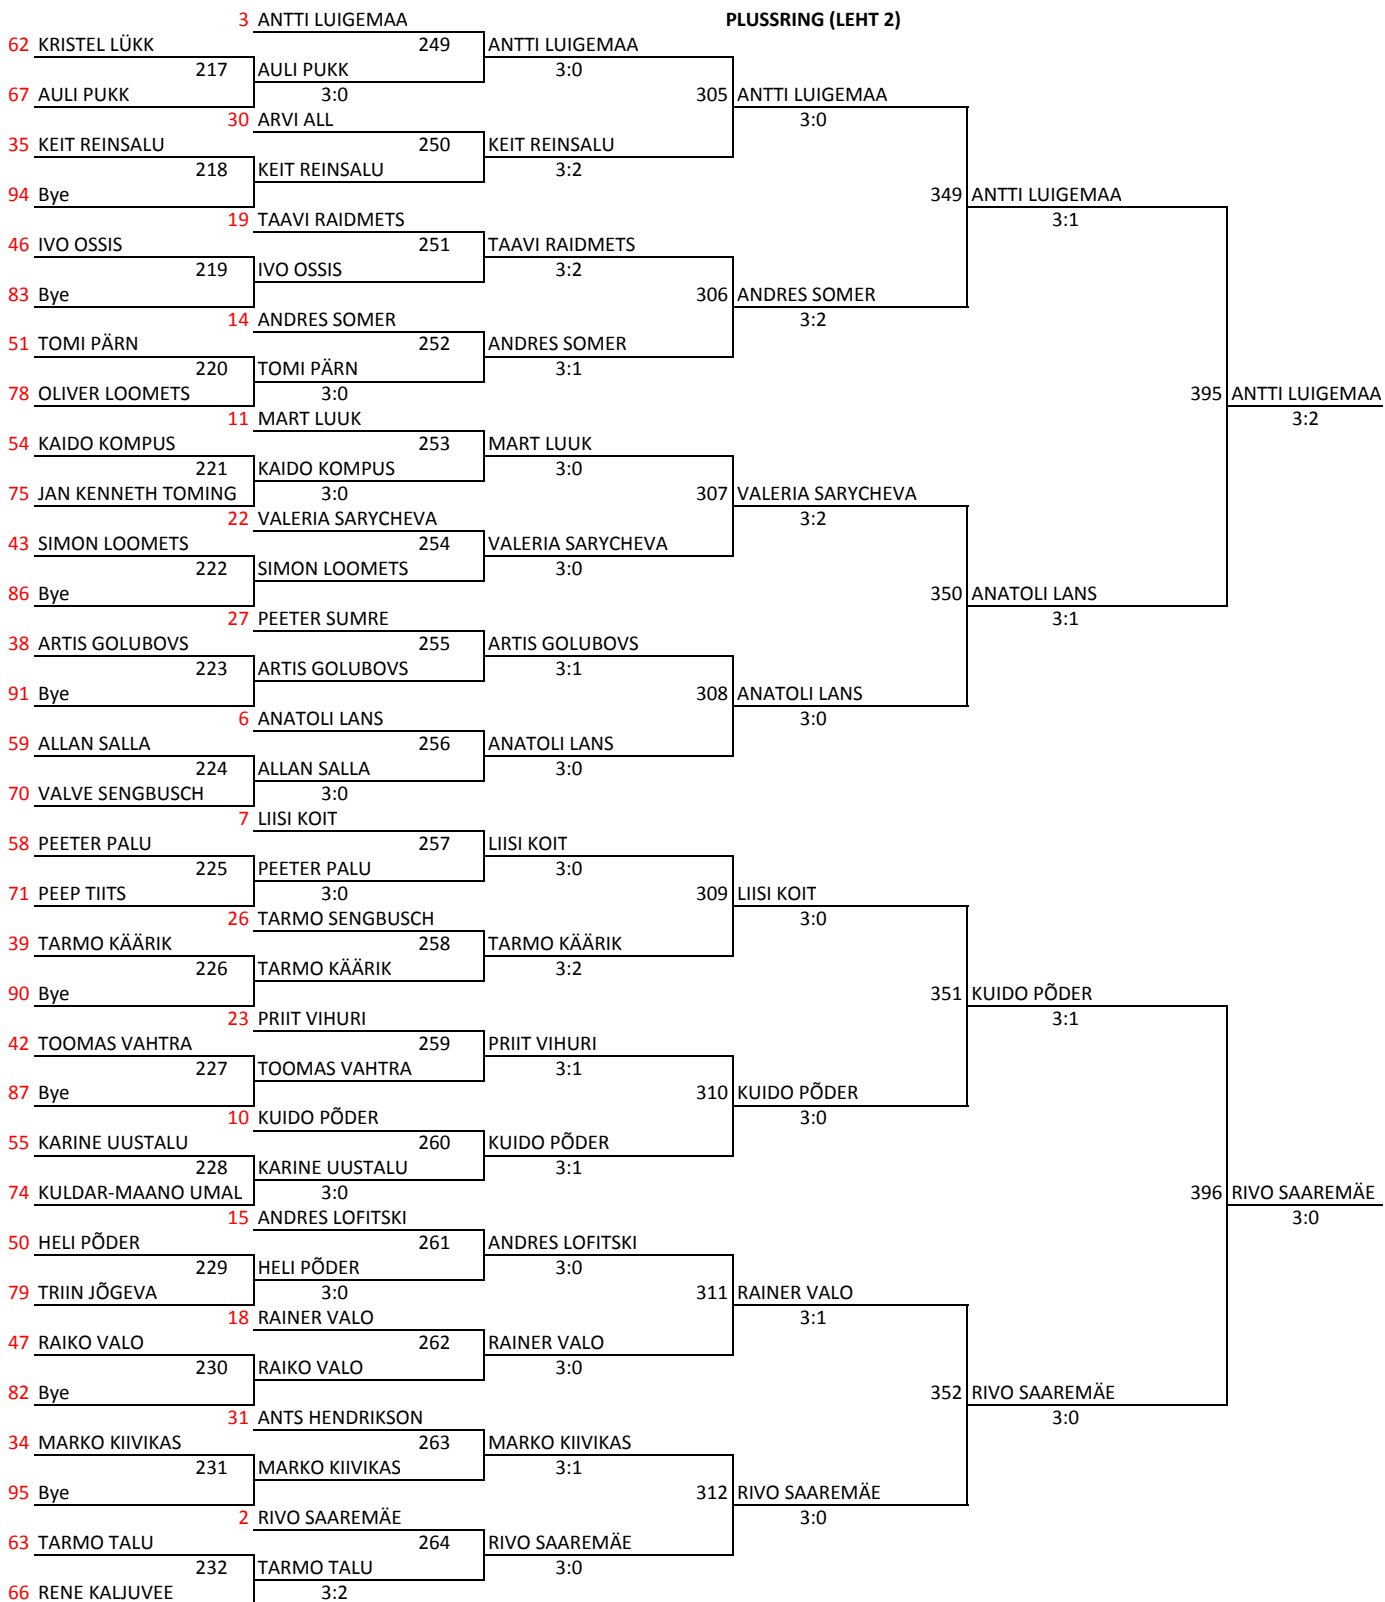 3 ANTTI LUIGEMAA PLUSSRING (LEHT 2)
62 KRISTEL LÜKK 249 ANTTI LUIGEMAA
217 AULI PUKK 3:0
67 AULI PUKK 3:0 305 ANTTI LUIGEMAA
30 ARVI ALL 3:0
35 KEIT REINSALU 250 KEIT REINSALU
218 KEIT REINSALU 3:2
94 Bye 349 ANTTI LUIGEMAA
19 TAAVI RAIDMETS 3:1
46 IVO OSSIS 251 TAAVI RAIDMETS
219 IVO OSSIS 3:2
83 Bye 306 ANDRES SOMER
14 ANDRES SOMER 3:2
51 TOMI PÄRN 252 ANDRES SOMER
220 TOMI PÄRN 3:1
78 OLIVER LOOMETS 3:0 395 ANTTI LUIGEMAA
11 MART LUUK 3:2
54 KAIDO KOMPUS 253 MART LUUK
221 KAIDO KOMPUS 3:0
75 JAN KENNETH TOMING 3:0 307 VALERIA SARYCHEVA
22 VALERIA SARYCHEVA 3:2
43 SIMON LOOMETS 254 VALERIA SARYCHEVA
222 SIMON LOOMETS 3:0
86 Bye 350 ANATOLI LANS
27 PEETER SUMRE 3:1
38 ARTIS GOLUBOVS 255 ARTIS GOLUBOVS
223 ARTIS GOLUBOVS 3:1
91 Bye 308 ANATOLI LANS
6 ANATOLI LANS 3:0
59 ALLAN SALLA 256 ANATOLI LANS
224 ALLAN SALLA 3:0
70 VALVE SENGBUSCH 3:0
7 LIISI KOIT
58 PEETER PALU 257 LIISI KOIT
225 PEETER PALU 3:0
71 PEEP TIITS 3:0 309 LIISI KOIT
26 TARMO SENGBUSCH 3:0
39 TARMO KÄÄRIK 258 TARMO KÄÄRIK
226 TARMO KÄÄRIK 3:2
90 Bye 351 KUIDO PÕDER
23 PRIIT VIHURI 3:1
42 TOOMAS VAHTRA 259 PRIIT VIHURI
227 TOOMAS VAHTRA 3:1
87 Bye 310 KUIDO PÕDER
10 KUIDO PÕDER 3:0
55 KARINE UUSTALU 260 KUIDO PÕDER
228 KARINE UUSTALU 3:1
74 KULDAR-MAANO UMAL 3:0 396 RIVO SAAREMÄE
15 ANDRES LOFITSKI 3:0
50 HELI PÕDER 261 ANDRES LOFITSKI
229 HELI PÕDER 3:0
79 TRIIN JÕGEVA 3:0 311 RAINER VALO
18 RAINER VALO 3:1
47 RAIKO VALO 262 RAINER VALO
230 RAIKO VALO 3:0
82 Bye 352 RIVO SAAREMÄE
31 ANTS HENDRIKSON 3:0
34 MARKO KIIVIKAS 263 MARKO KIIVIKAS
231 MARKO KIIVIKAS 3:1
95 Bye 312 RIVO SAAREMÄE
2 RIVO SAAREMÄE 3:0
63 TARMO TALU 264 RIVO SAAREMÄE
232 TARMO TALU 3:0
66 RENE KALJUVEE 3:2